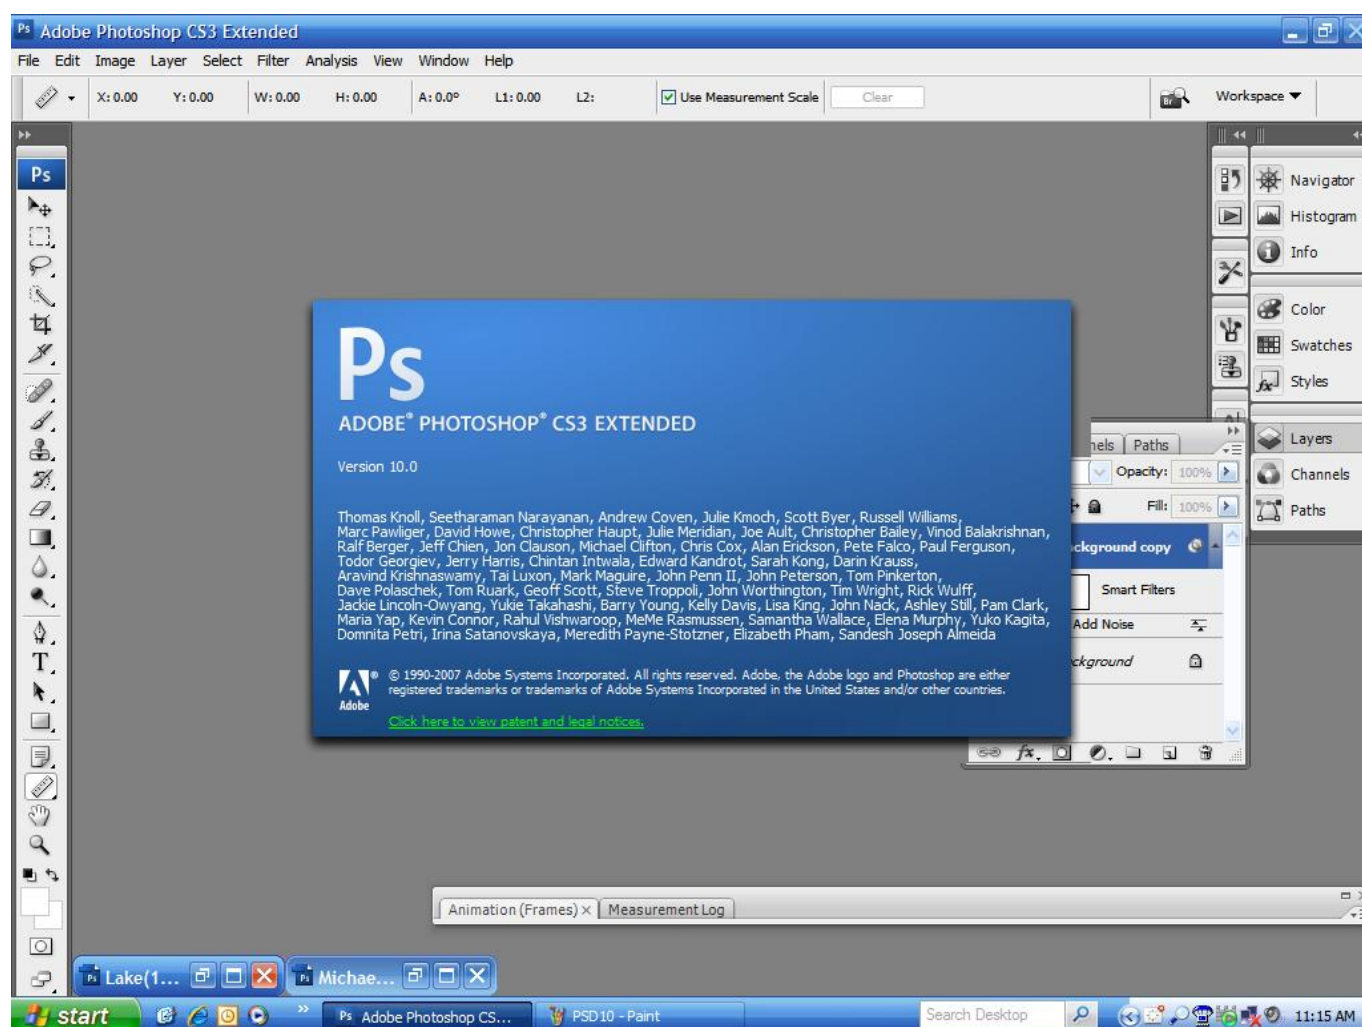 Ps Adobe Photoshop CS3 Extended
File Edit Image Layer Select Filter Analysis View Window Help
X: 0.00 Y: 0.00 W: 0.00 H: 0.00 A: 0.0° L1: 0.00 L2: Use Measurement Scale Clear Br Workspace
Ps
Navigator
Histogram
Info
Color
Swatches
Styles
Layers
Channels
Paths
Ps
ADOBE® PHOTOSHOP® CS3 EXTENDED
Version 10.0
Thomas Knoll, Seetharaman Narayanan, Andrew Coven, Julie Kmoch, Scott Byer, Russell Williams,
Marc Pawliger, David Howe, Christopher Haupt, Julie Meridian, Joe Ault, Christopher Bailey, Vinod Balakrishnan,
Ralf Berger, Jeff Chien, Jon Clauson, Michael Clifton, Chris Cox, Alan Erickson, Pete Falco, Paul Ferguson,
Todor Georgiev, Jerry Harris, Chintan Intwala, Edward Kandrot, Sarah Kong, Darin Krauss,
Aravind Krishnaswamy, Tai Luxon, Mark Maguire, John Penn II, John Peterson, Tom Pinkerton,
Dave Polaschek, Tom Ruark, Geoff Scott, Steve Troppoli, John Worthington, Tim Wright, Rick Wulff,
Jackie Lincoln-Owyang, Yukie Takahashi, Barry Young, Kelly Davis, Lisa King, John Nack, Ashley Still, Pam Clark,
Maria Yap, Kevin Connor, Rahul Vishwaroop, MeMe Rasmussen, Samantha Wallace, Elena Murphy, Yuko Kagita,
Domnita Petri, Irina Satanovskaya, Meredith Payne-Stotzner, Elizabeth Pham, Sandesh Joseph Almeida
© 1990-2007 Adobe Systems Incorporated. All rights reserved. Adobe, the Adobe logo and Photoshop are either
registered trademarks or trademarks of Adobe Systems Incorporated in the United States and/or other countries.
Adobe
Click here to view patent and legal notices.
nels Paths
Opacity: 100%
Fill: 100%
ckground copy
Smart Filters
Add Noise
ckground
fx
T
Animation (Frames) × Measurement Log
Ps Lake(1... Ps Michae...
start Ps Adobe Photoshop CS... PSD10 - Paint Search Desktop 11:15 AM